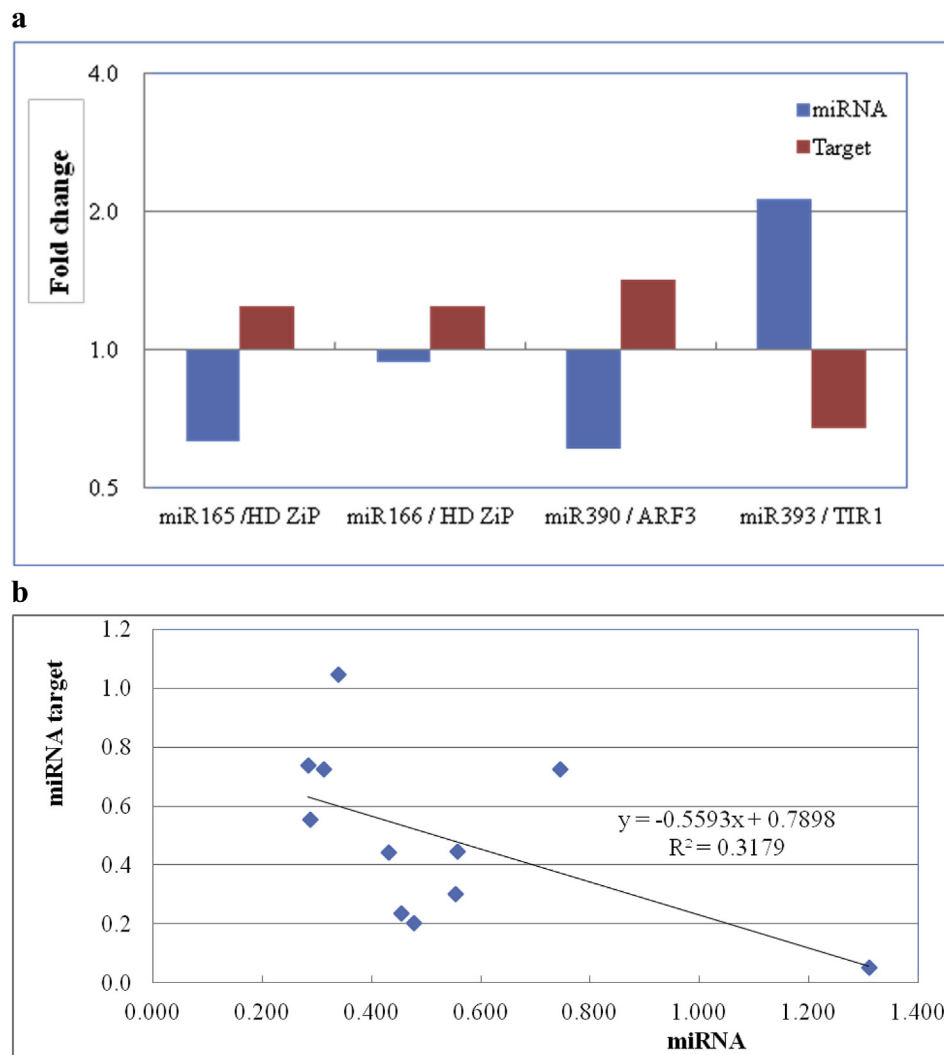 a
4.0
2.0
1.0
0.5
Fold change
miRNA
Target
miR165 /HD ZiP
miR166 / HD ZiP
miR390 / ARF3
miR393 / TIR1
b
1.2
1.0
0.8
0.6
0.4
0.2
0.0
miRNA target
y = -0.5593x + 0.7898
R² = 0.3179
0.000
0.200
0.400
0.600
0.800
1.000
1.200
1.400
miRNA